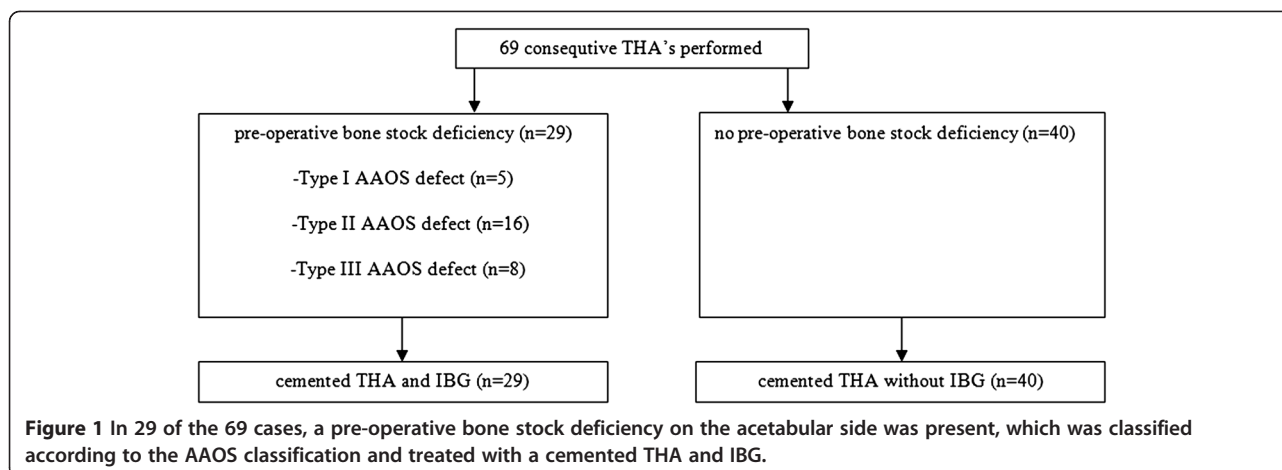 69 consequtive THA's performed
pre-operative bone stock deficiency (n=29)
-Type I AAOS defect (n=5)
-Type II AAOS defect (n=16)
-Type III AAOS defect (n=8)
no pre-operative bone stock deficiency (n=40)
cemented THA and IBG (n=29)
cemented THA without IBG (n=40)
Figure 1 In 29 of the 69 cases, a pre-operative bone stock deficiency on the acetabular side was present, which was classified
according to the AAOS classification and treated with a cemented THA and IBG.